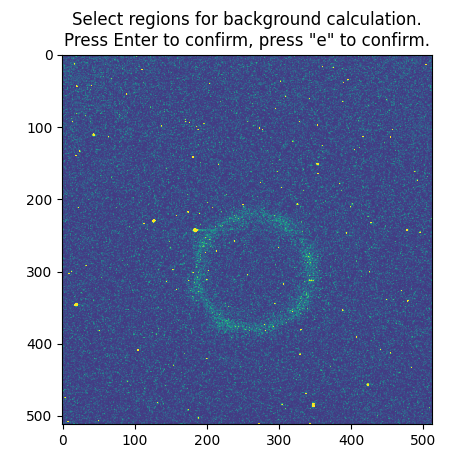 Select regions for background calculation.
Press Enter to confirm, press "e" to confirm.
0
100
200
300
400
500
0 100 200 300 400 500